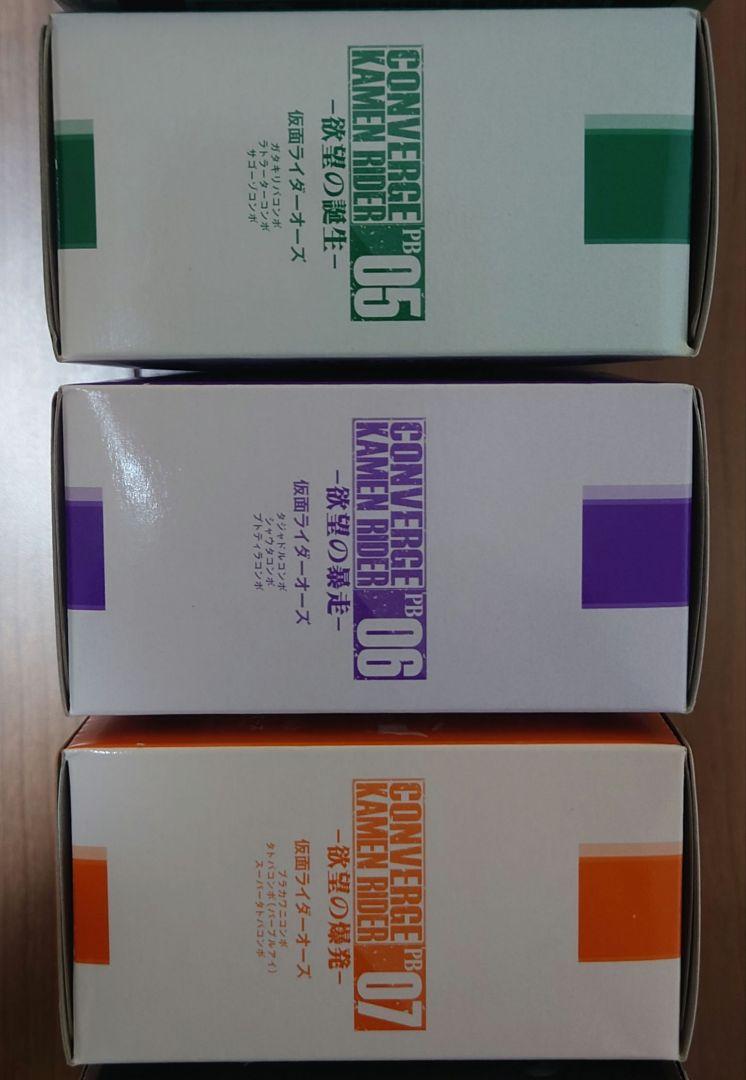 CONVERGE
KAMEN RIDER
PB 05
−欲望の誕生−
仮面ライダーオーズ
ガタキリバコンボ
ラトラーターコンボ
サゴーゾコンボ
CONVERGE
KAMEN RIDER
PB 06
−欲望の暴走−
仮面ライダーオーズ
タジャドルコンボ
シャウタコンボ
プトティラコンボ
CONVERGE
KAMEN RIDER
PB 07
−欲望の爆発−
仮面ライダーオーズ
ブラカワニコンボ
タトバコンボ(パープルアイ)
スーパータトバコンボ